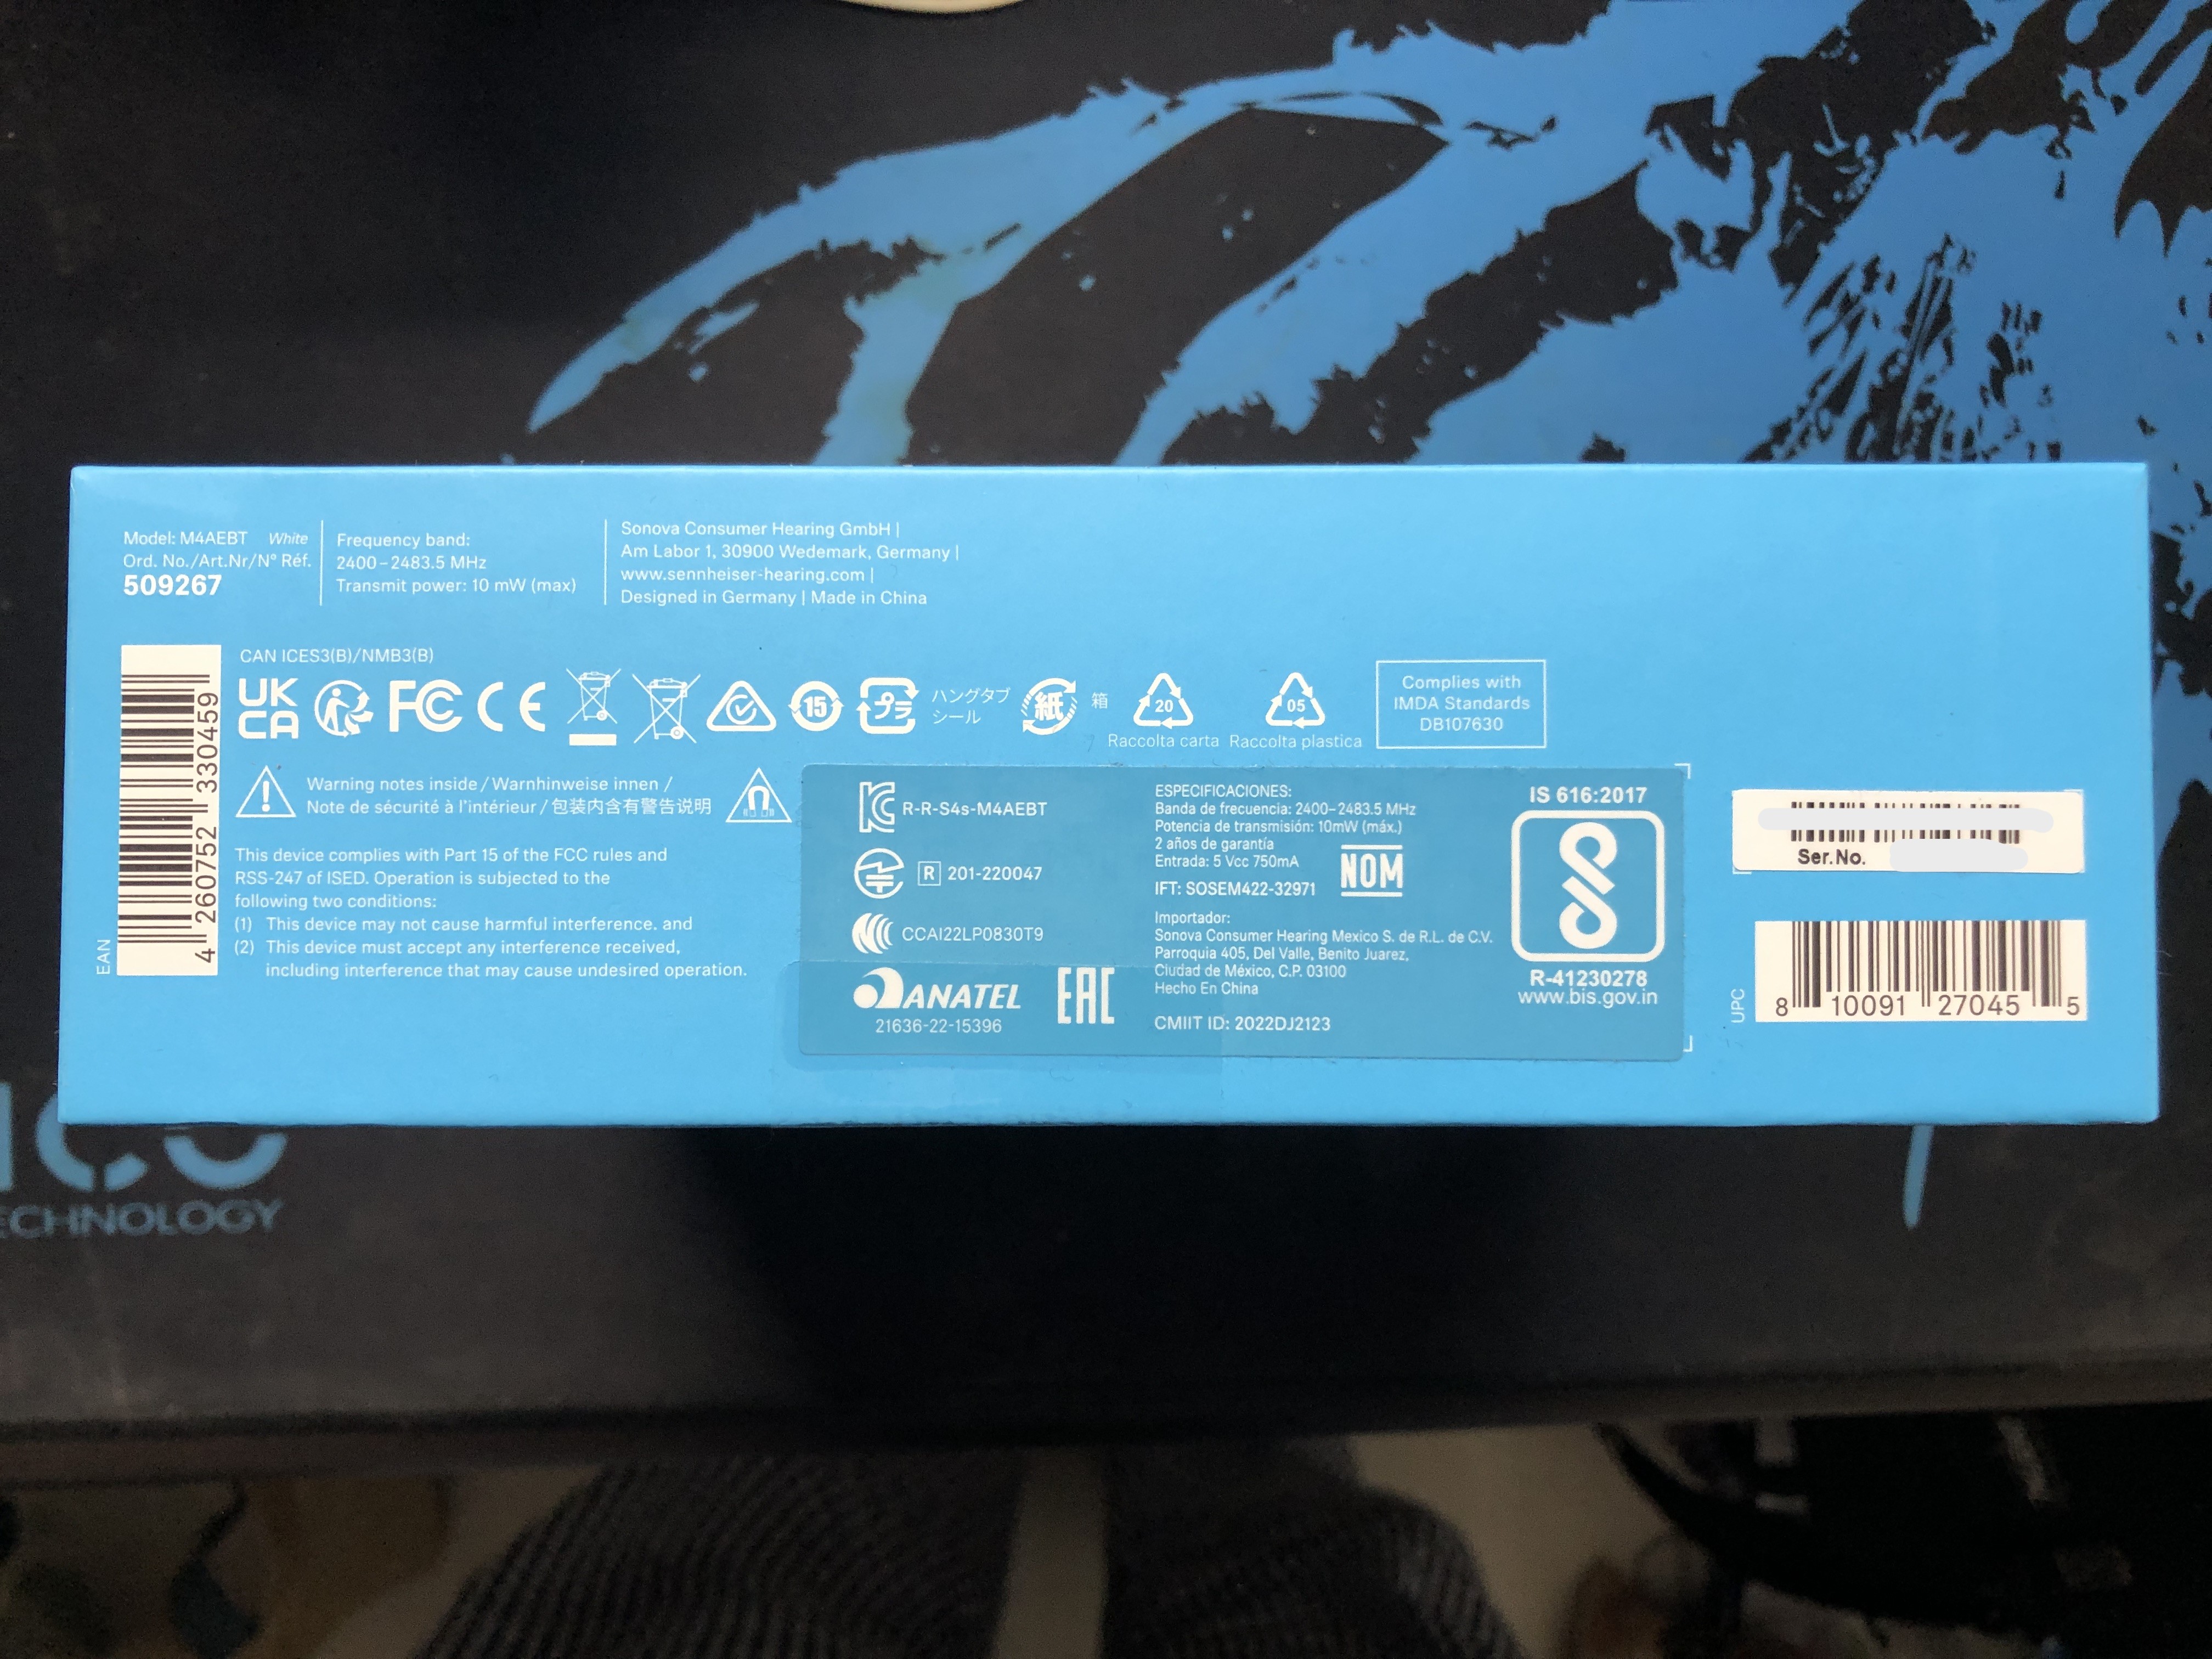 Model: M4AEBT White
Ord. No./Art.Nr/N° Réf.
509267
Frequency band:
2400–2483.5 MHz
Transmit power: 10 mW (max)
Sonova Consumer Hearing GmbH |
Am Labor 1, 30900 Wedemark, Germany |
www.sennheiser-hearing.com |
Designed in Germany | Made in China
EAN
4 260752 330459
CAN ICES3(B)/NMB3(B)
UK
CA
FC
CE
15
プラ
ハングタブ
シール
紙
箱
20
Raccolta carta
05
Raccolta plastica
Complies with
IMDA Standards
DB107630
Warning notes inside / Warnhinweise innen /
Note de sécurité à l'intérieur / 包装内含有警告说明
This device complies with Part 15 of the FCC rules and
RSS-247 of ISED. Operation is subjected to the
following two conditions:
(1) This device may not cause harmful interference. and
(2) This device must accept any interference received,
including interference that may cause undesired operation.
R-R-S4s-M4AEBT
R 201-220047
CCAI22LP0830T9
ANATEL
21636-22-15396
EAC
ESPECIFICACIONES:
Banda de frecuencia: 2400–2483.5 MHz
Potencia de transmisión: 10mW (máx.)
2 años de garantía
Entrada: 5 Vcc 750mA
IFT: SOSEM422-32971
NOM
Importador:
Sonova Consumer Hearing Mexico S. de R.L. de C.V.
Parroquia 405, Del Valle, Benito Juarez,
Ciudad de México, C.P. 03100
Hecho En China
CMIIT ID: 2022DJ2123
IS 616:2017
R-41230278
www.bis.gov.in
Ser.No.
UPC
8 10091 27045 5
ECHNOLOGY